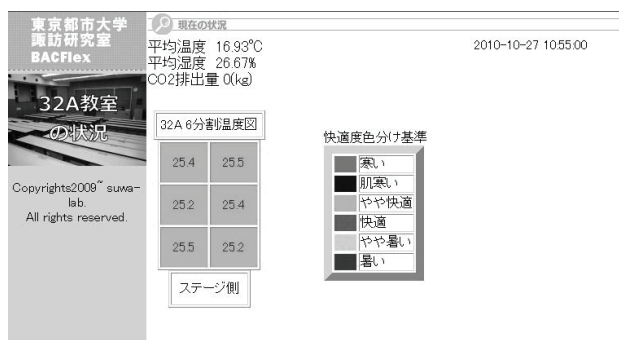 東京都市大学
諏訪研究室
BACFlex
32A教室
の状況
Copyrights2009~ suwa-
lab.
All rights reserved.
現在の状況
平均温度 16.93℃
平均湿度 26.67%
CO2排出量 0(kg)
2010-10-27 10:55:00
32A 6分割温度図
25.4 25.5
25.2 25.4
25.5 25.2
ステージ側
快適度色分け基準
寒い
肌寒い
やや快適
快適
やや暑い
暑い